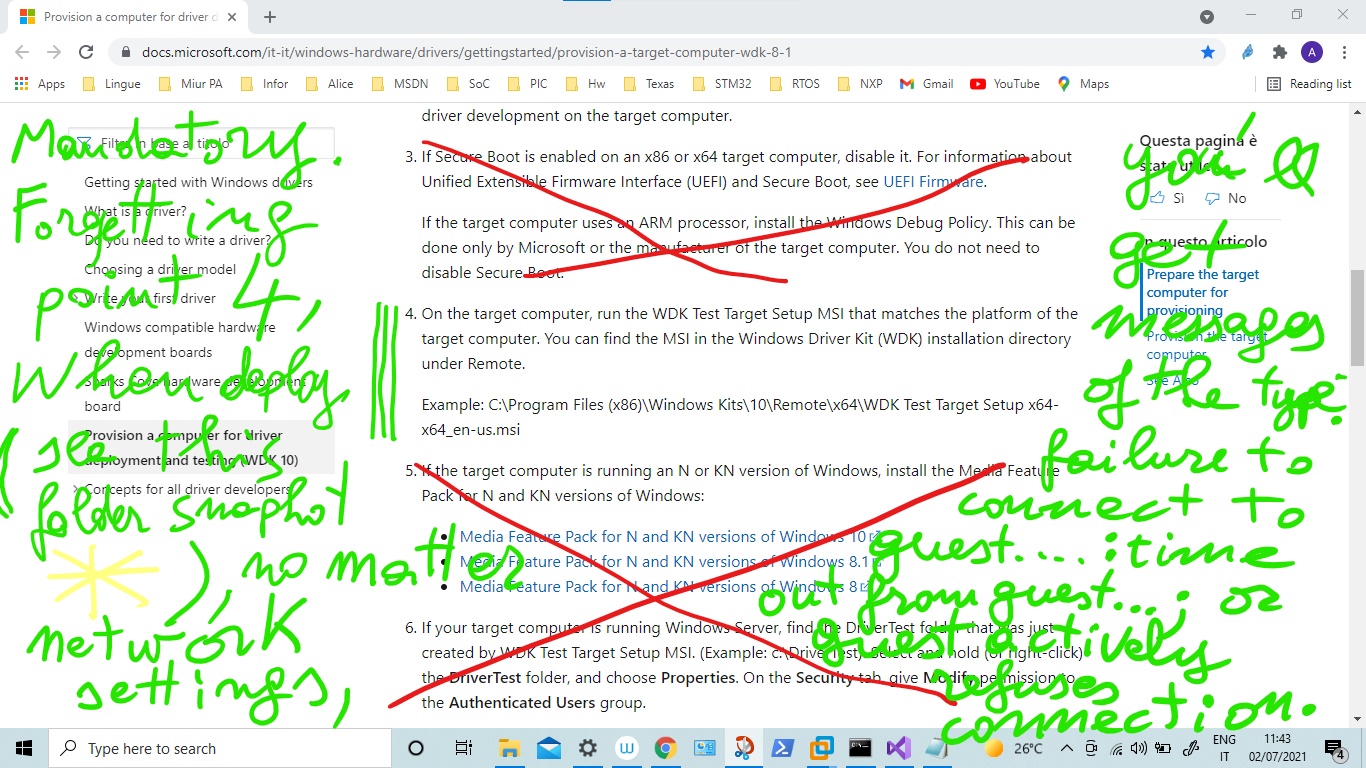 Provision a computer for driver d
docs.microsoft.com/it-it/windows-hardware/drivers/gettingstarted/provision-a-target-computer-wdk-8-1
A
Apps Lingue Miur PA Infor Alice MSDN SoC PIC Hw Texas STM32 RTOS NXP Gmail YouTube Maps Reading list
Filtra in base al titolo
Getting started with Windows drivers
What is a driver?
Do you need to write a driver?
Choosing a driver model
Write your first driver
Windows compatible hardware
development boards
Sharks Cove hardware development
board
Provision a computer for driver
deployment and testing (WDK 10)
Concepts for all driver developers
Mandatory.
Forgetting
point 4,
When deploy.
(see this
folder snaphot
), no matter
network
settings,
driver development on the target computer.
3. If Secure Boot is enabled on an x86 or x64 target computer, disable it. For information about
Unified Extensible Firmware Interface (UEFI) and Secure Boot, see UEFI Firmware.
If the target computer uses an ARM processor, install the Windows Debug Policy. This can be
done only by Microsoft or the manufacturer of the target computer. You do not need to
disable Secure Boot.
4. On the target computer, run the WDK Test Target Setup MSI that matches the platform of the
target computer. You can find the MSI in the Windows Driver Kit (WDK) installation directory
under Remote.
Example: C:\Program Files (x86)\Windows Kits\10\Remote\x64\WDK Test Target Setup x64-
x64_en-us.msi
5. If the target computer is running an N or KN version of Windows, install the Media Feature
Pack for N and KN versions of Windows:
Media Feature Pack for N and KN versions of Windows 10
Media Feature Pack for N and KN versions of Windows 8.1
Media Feature Pack for N and KN versions of Windows 8
6. If your target computer is running Windows Server, find the DriverTest folder that was just
created by WDK Test Target Setup MSI. (Example: c:\DriverTest). Select and hold (or right-click)
the DriverTest folder, and choose Properties. On the Security tab, give Modify permission to
the Authenticated Users group.
Questa pagina è
stata utile?
Sì No
In questo articolo
Prepare the target
computer for
provisioning
Provision the target
computer
See Also
you'll
get
messages
of the type:
failure to
connect to
guest....; time
out from guest...; or
guest actively
refuses
connection.
Type here to search
26°C
ENG
IT
11:43
02/07/2021
4